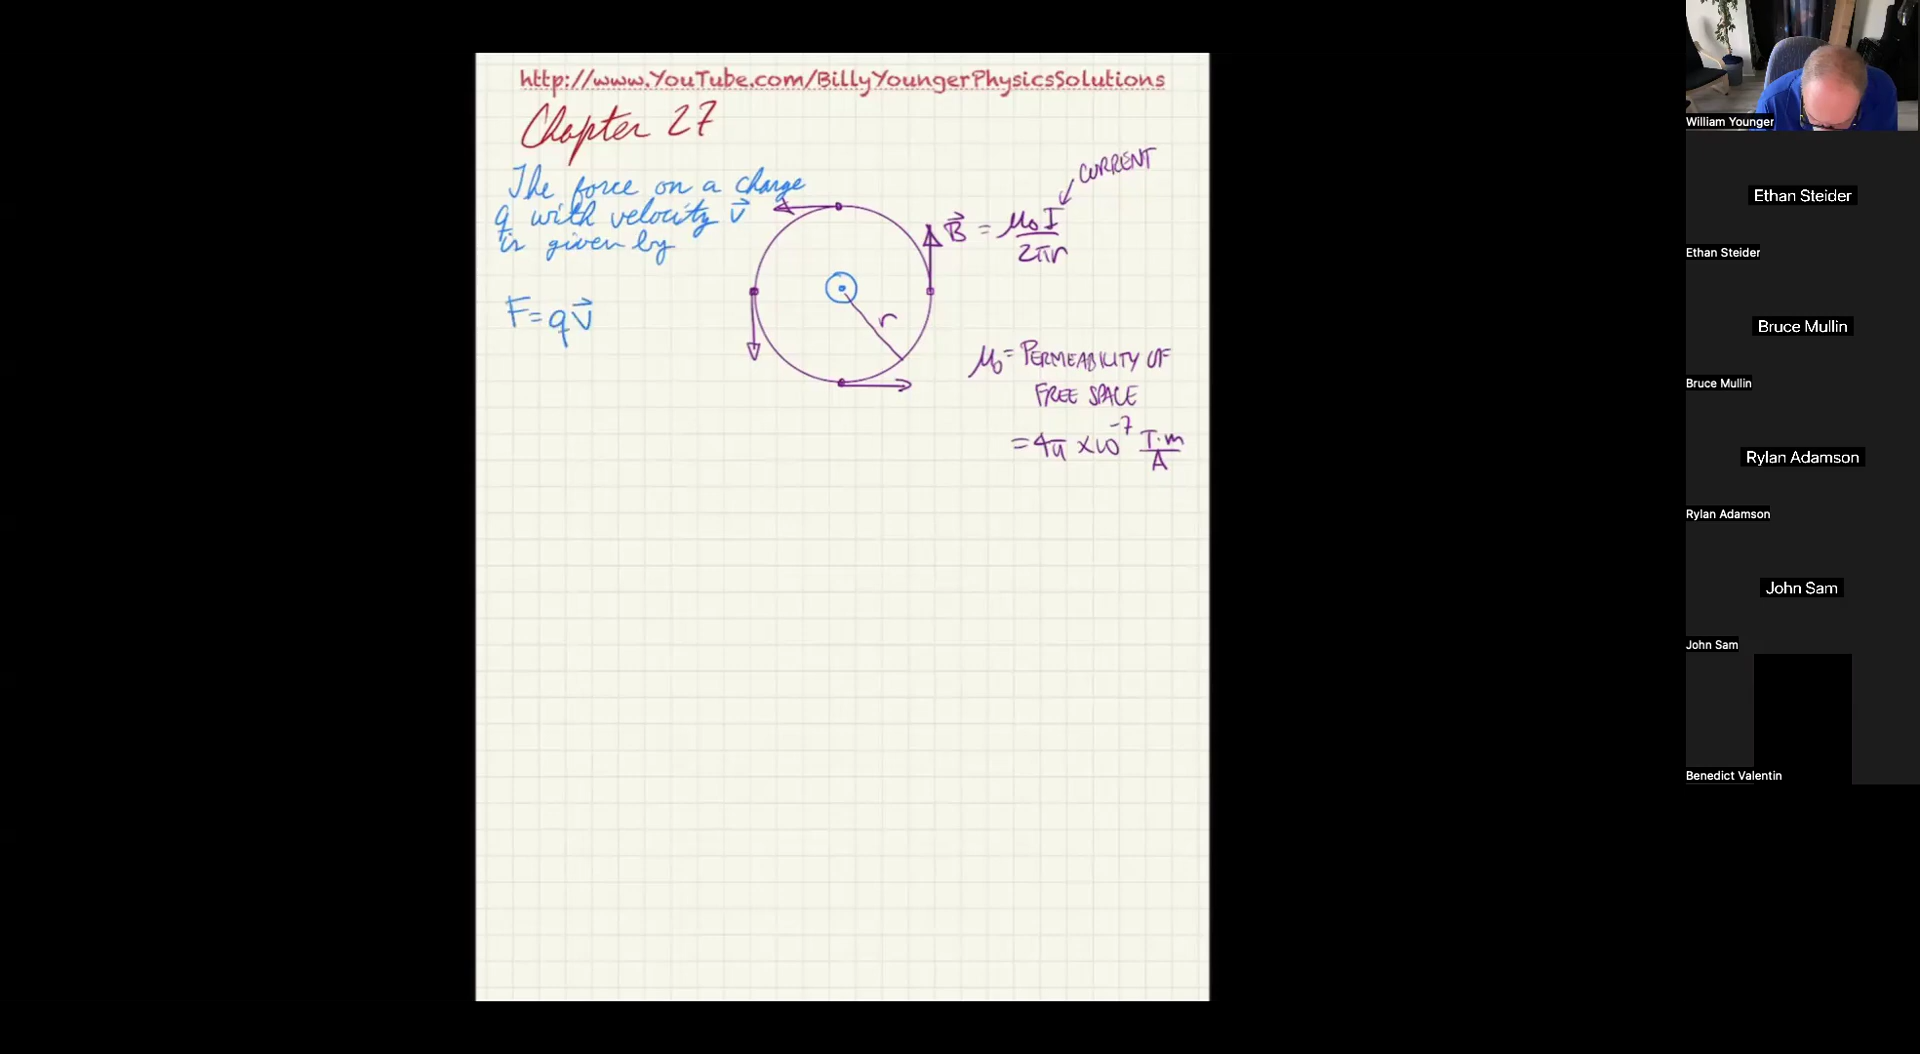 http://www.YouTube.com/BillyYoungerPhysicsSolutions
Chapter 27
The force on a charge
q with velocity v⃗
is given by
F = qv⃗
r
B⃗ = μ₀I / 2πr
CURRENT
μ₀ = PERMEABILITY OF
FREE SPACE
= 4π ×10⁻⁷ T·m / A
William Younger
Ethan Steider
Ethan Steider
Bruce Mullin
Bruce Mullin
Rylan Adamson
Rylan Adamson
John Sam
John Sam
Benedict Valentin